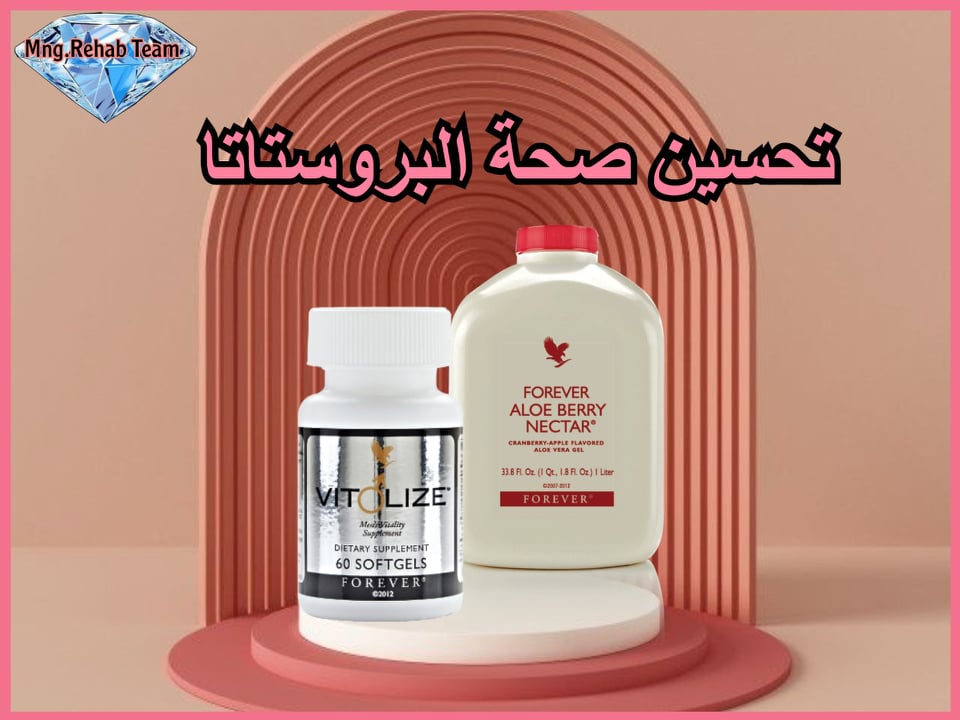 Mng,Rehab Team
تحسين صحة البروستاتا
VITOLIZE
Men's Vitality
Supplement
DIETARY SUPPLEMENT
60 SOFTGELS
FOREVER®
©2012
FOREVER
ALOE BERRY
NECTAR®
CRANBERRY-APPLE FLAVORED
ALOE VERA GEL
33.8 Fl. Oz. (1 Qt., 1.8 Fl. Oz.) 1 Liter
©2007-2012
FOREVER®